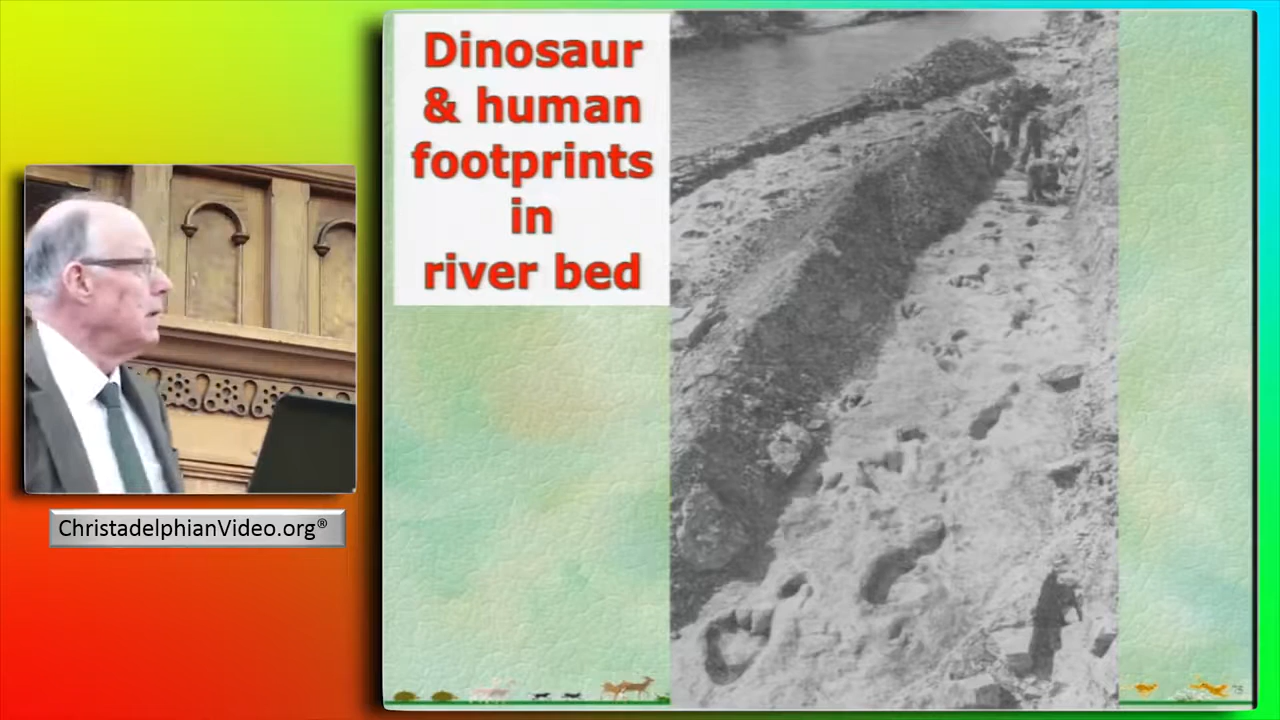 Dinosaur
& human
footprints
in
river bed
ChristadelphianVideo.org®